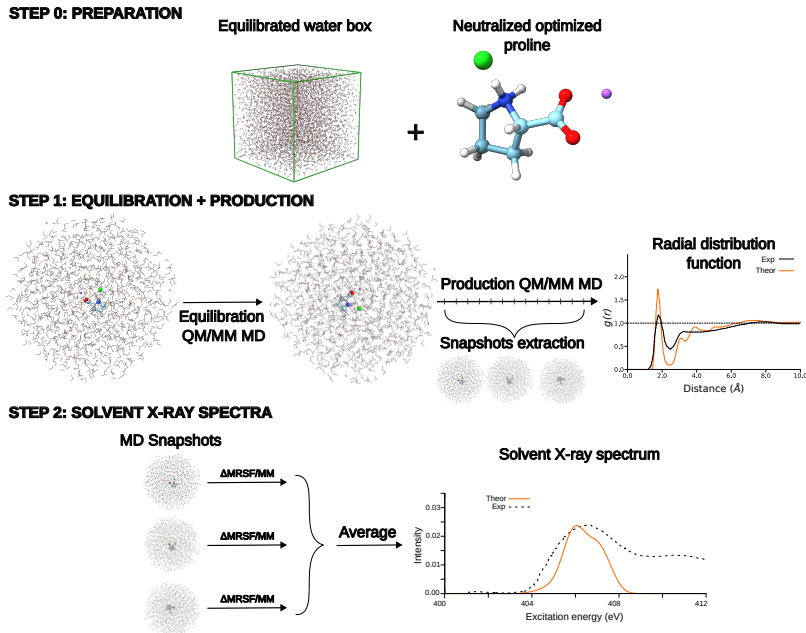 STEP 0: PREPARATION
Equilibrated water box
Neutralized optimized
proline
+
STEP 1: EQUILIBRATION + PRODUCTION
Equilibration
QM/MM MD
Production QM/MM MD
Snapshots extraction
Radial distribution
function
Exp
Theor
g(r)
2.0
1.5
1.0
0.5
0.0
0.0 2.0 4.0 6.0 8.0 10.0
Distance (Å)
STEP 2: SOLVENT X-RAY SPECTRA
MD Snapshots
ΔMRSF/MM
ΔMRSF/MM
ΔMRSF/MM
Average
Solvent X-ray spectrum
Theor
Exp
Intensity
0.03
0.02
0.01
0.00
400 404 408 412
Excitation energy (eV)